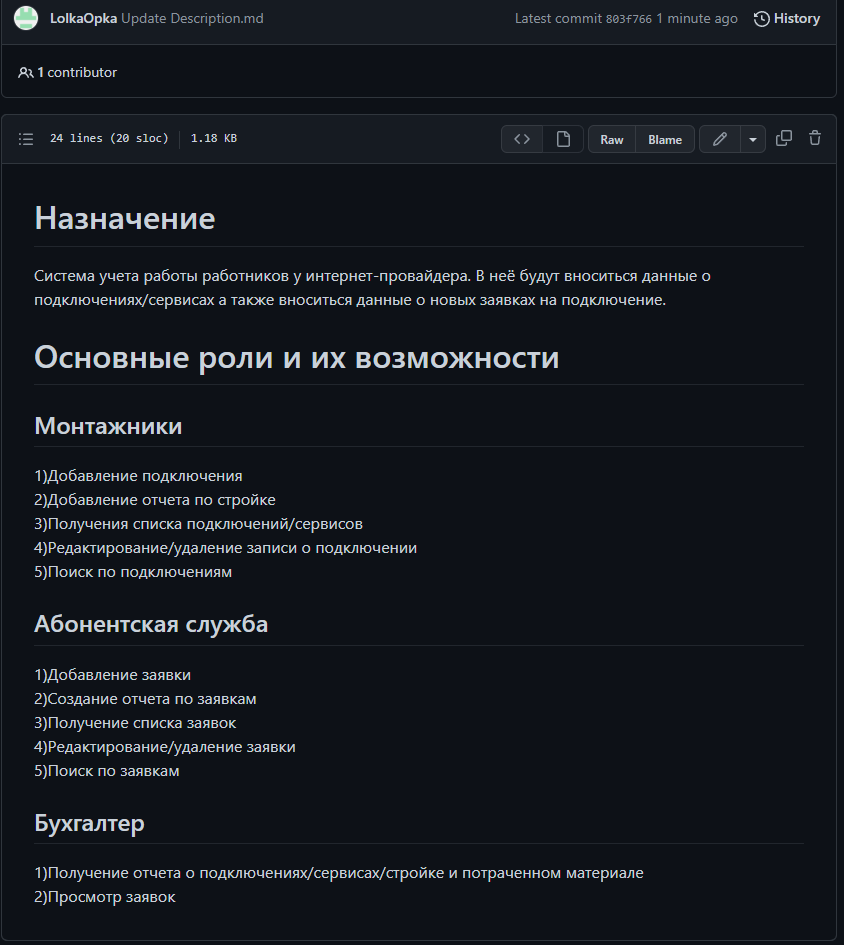 LolkaOpka Update Description.md Latest commit 803f766 1 minute ago History
1 contributor
24 lines (20 sloc) 1.18 KB Raw Blame
Назначение
Система учета работы работников у интернет-провайдера. В неё будут вноситься данные о
подключениях/сервисах а также вноситься данные о новых заявках на подключение.
Основные роли и их возможности
Монтажники
1)Добавление подключения
2)Добавление отчета по стройке
3)Получения списка подключений/сервисов
4)Редактирование/удаление записи о подключении
5)Поиск по подключениям
Абонентская служба
1)Добавление заявки
2)Создание отчета по заявкам
3)Получение списка заявок
4)Редактирование/удаление заявки
5)Поиск по заявкам
Бухгалтер
1)Получение отчета о подключениях/сервисах/стройке и потраченном материале
2)Просмотр заявок